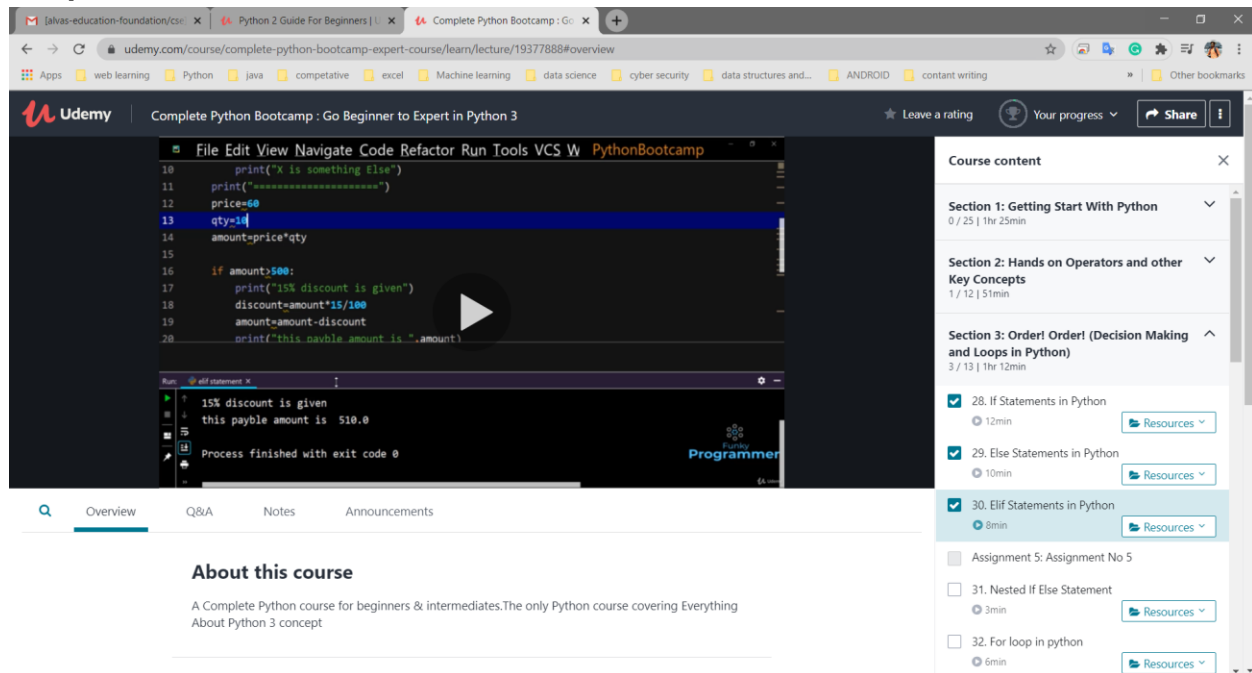 [alvas-education-foundation/cse]
Python 2 Guide For Beginners | U
Complete Python Bootcamp : Go
udemy.com/course/complete-python-bootcamp-expert-course/learn/lecture/19377888#overview
Apps web learning Python java competative excel Machine learning data science cyber security data structures and... ANDROID contant writing » Other bookmarks
Udemy Complete Python Bootcamp : Go Beginner to Expert in Python 3 Leave a rating Your progress Share
File Edit View Navigate Code Refactor Run Tools VCS W PythonBootcamp
10 print("X is something Else")
11 print("=====================")
12 price=60
13 qty=10
14 amount=price*qty
15
16 if amount>500:
17 print("15% discount is given")
18 discount=amount*15/100
19 amount=amount-discount
20 print("this payble amount is ",amount)
Run: elif statement ×
15% discount is given
this payble amount is 510.0
Process finished with exit code 0
Funky
Programmer
Overview Q&A Notes Announcements
About this course
A Complete Python course for beginners & intermediates.The only Python course covering Everything
About Python 3 concept
Course content
Section 1: Getting Start With Python
0 / 25 | 1hr 25min
Section 2: Hands on Operators and other
Key Concepts
1 / 12 | 51min
Section 3: Order! Order! (Decision Making
and Loops in Python)
3 / 13 | 1hr 12min
28. If Statements in Python
12min Resources
29. Else Statements in Python
10min Resources
30. Elif Statements in Python
8min Resources
Assignment 5: Assignment No 5
31. Nested If Else Statement
3min Resources
32. For loop in python
6min Resources